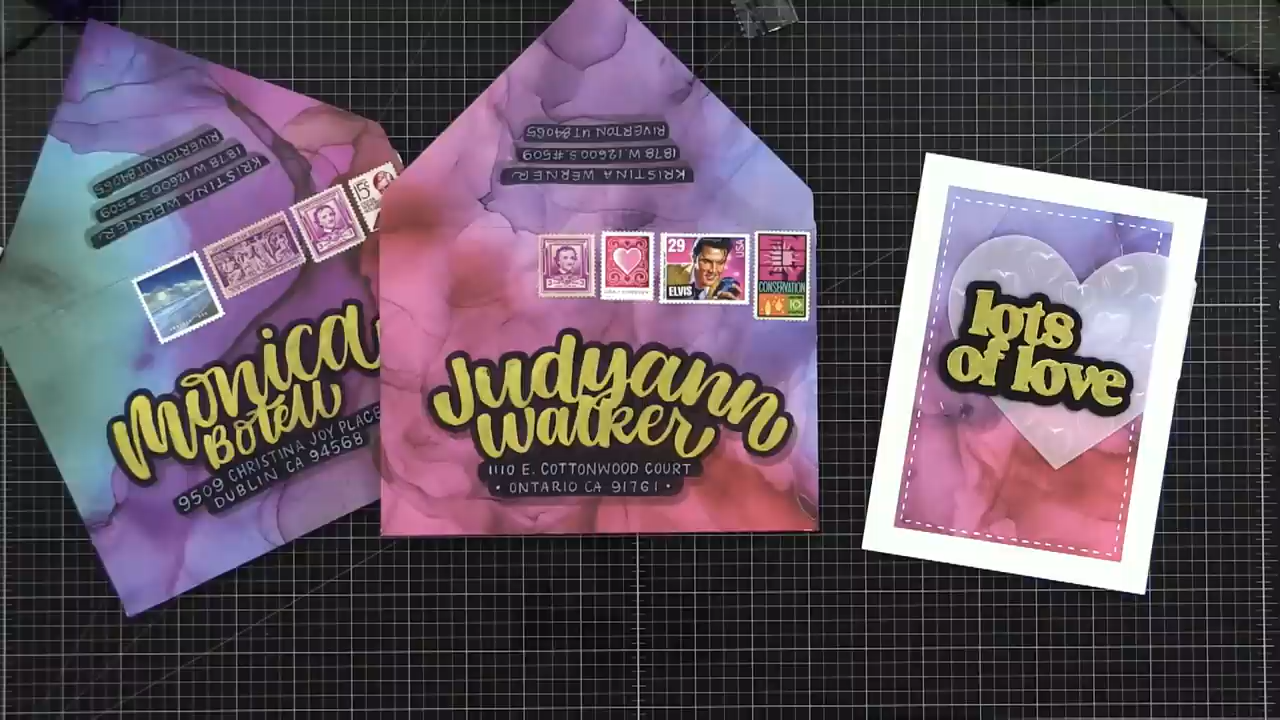 KRISTINA WERNER
1878 W 12600 S #509
RIVERTON UT 84065
15c
Monica
Botell
9509 CHRISTINA JOY PLACE
DUBLIN CA 94568
KRISTINA WERNER
1878 W. 12600 S. #509
RIVERTON UT 84065
29
USA
ELVIS
CONSERVATION
10c
Judyann
walker
1110 E. COTTONWOOD COURT
• ONTARIO CA 91761 •
lots
of love